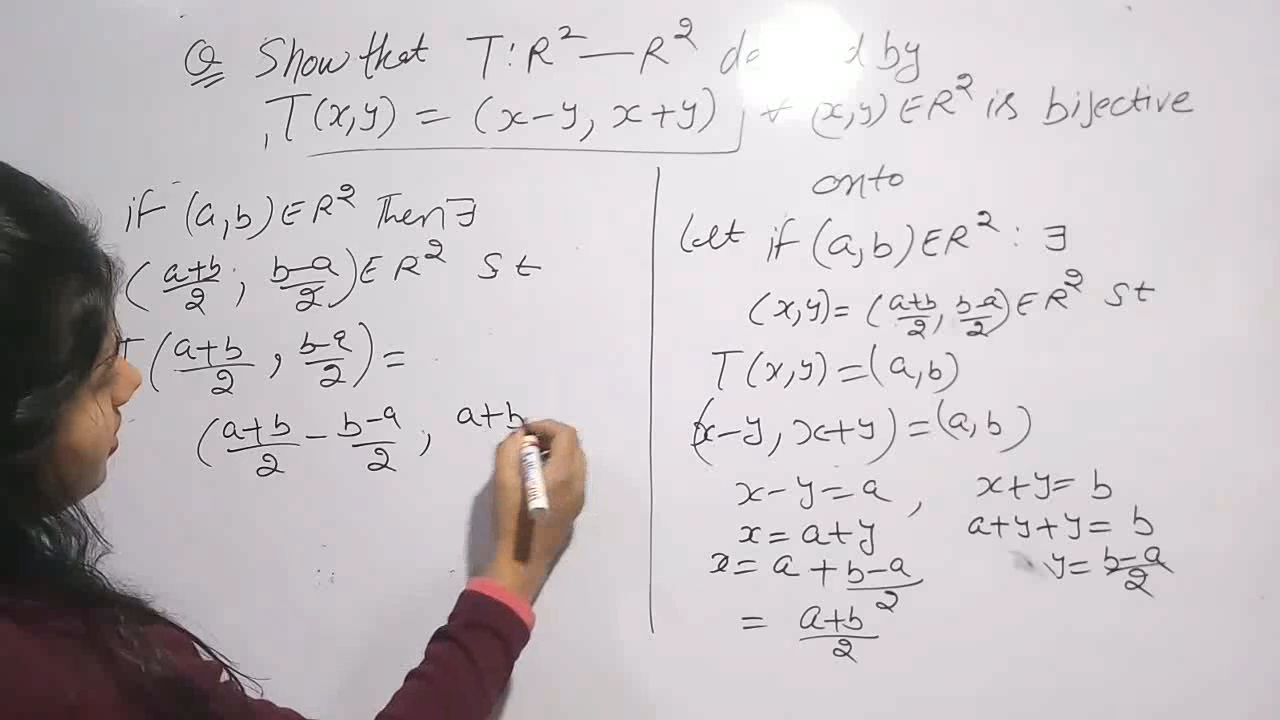 Q Show that T:R²—R² by
T(x,y) = (x-y, x+y), ∀ (x,y)∈R² is bijective
if (a,b)∈R² Then ∃
(a+b/2, b-a/2)∈R² St
T(a+b/2, b-a/2)=
(a+b/2 - b-a/2, a+b
onto
Let if (a,b)∈R² : ∃
(x,y)=(a+b/2, b-a/2)∈R² St
T(x,y)=(a,b)
(x-y, x+y)=(a,b)
x-y=a, x+y=b
x=a+y a+y+y=b
x=a+b-a/2 y=b-a/2
= a+b/2